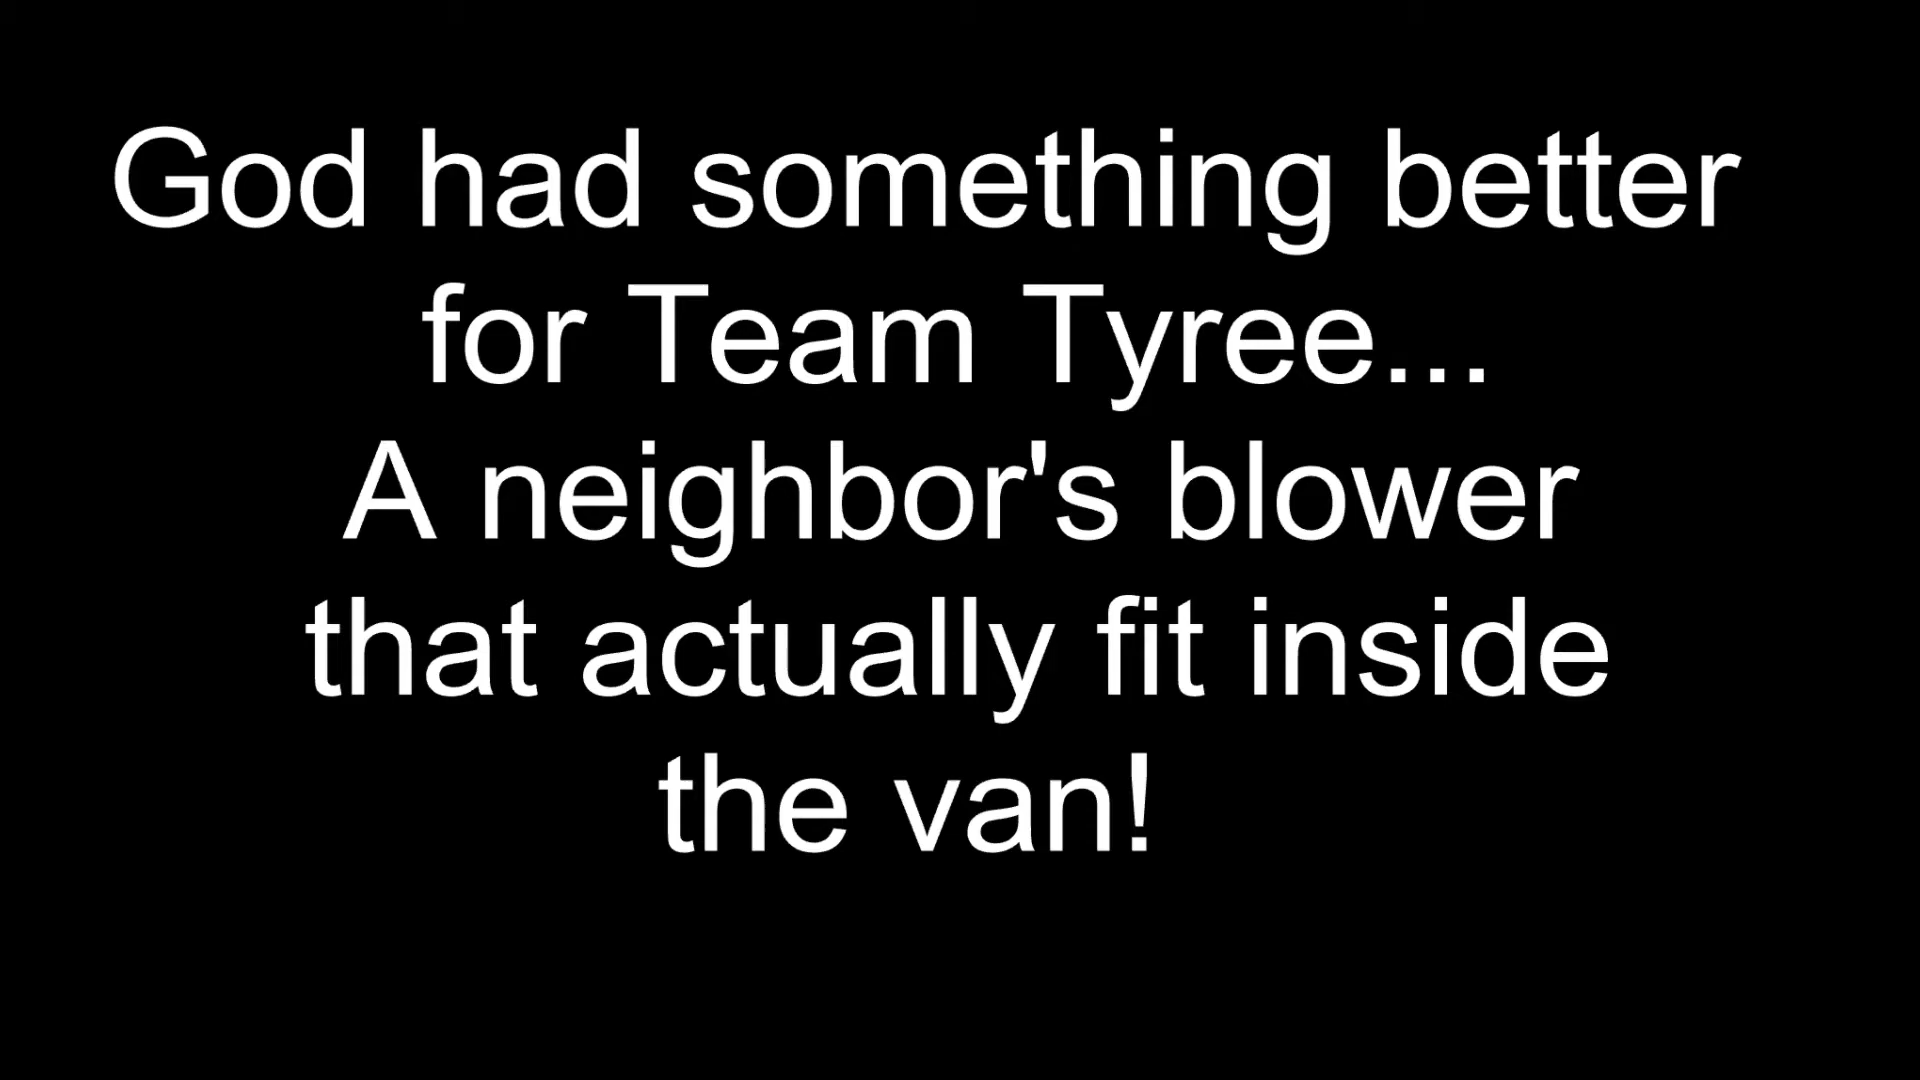 God had something better
for Team Tyree...
A neighbor's blower
that actually fit inside
the van!